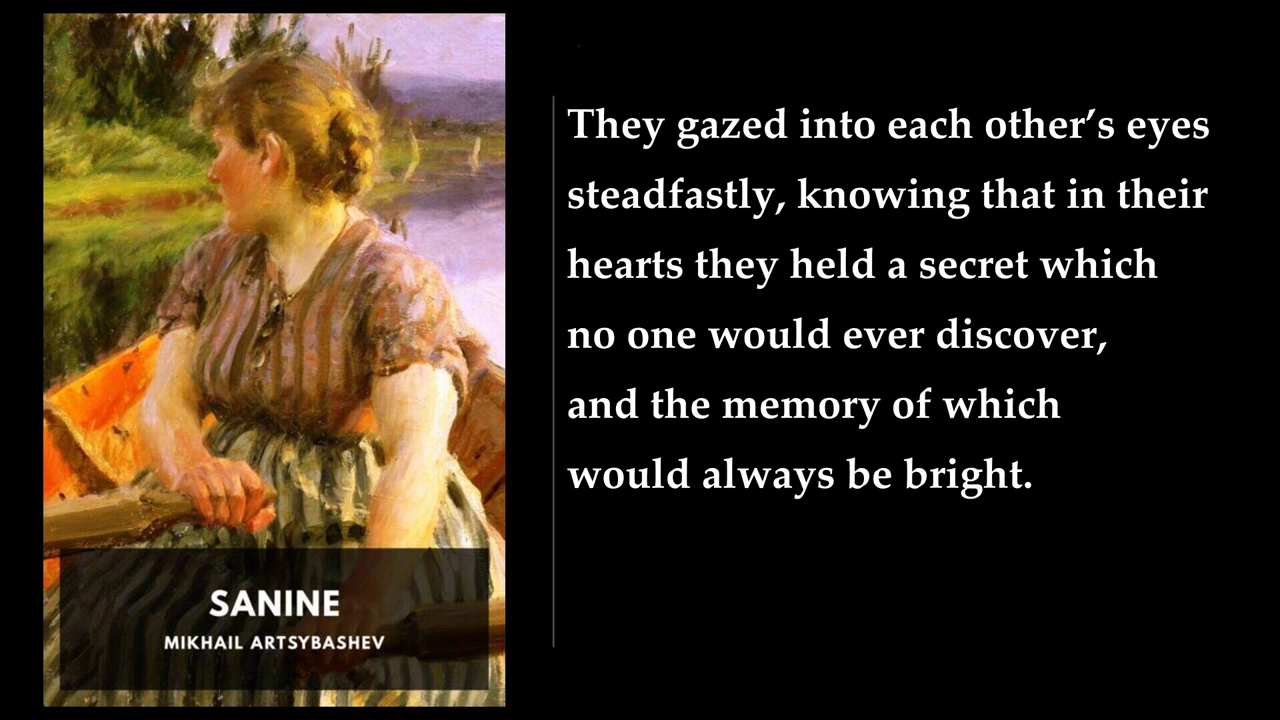 They gazed into each other’s eyes
steadfastly, knowing that in their
hearts they held a secret which
no one would ever discover,
and the memory of which
would always be bright.
SANINE
MIKHAIL ARTSYBASHEV